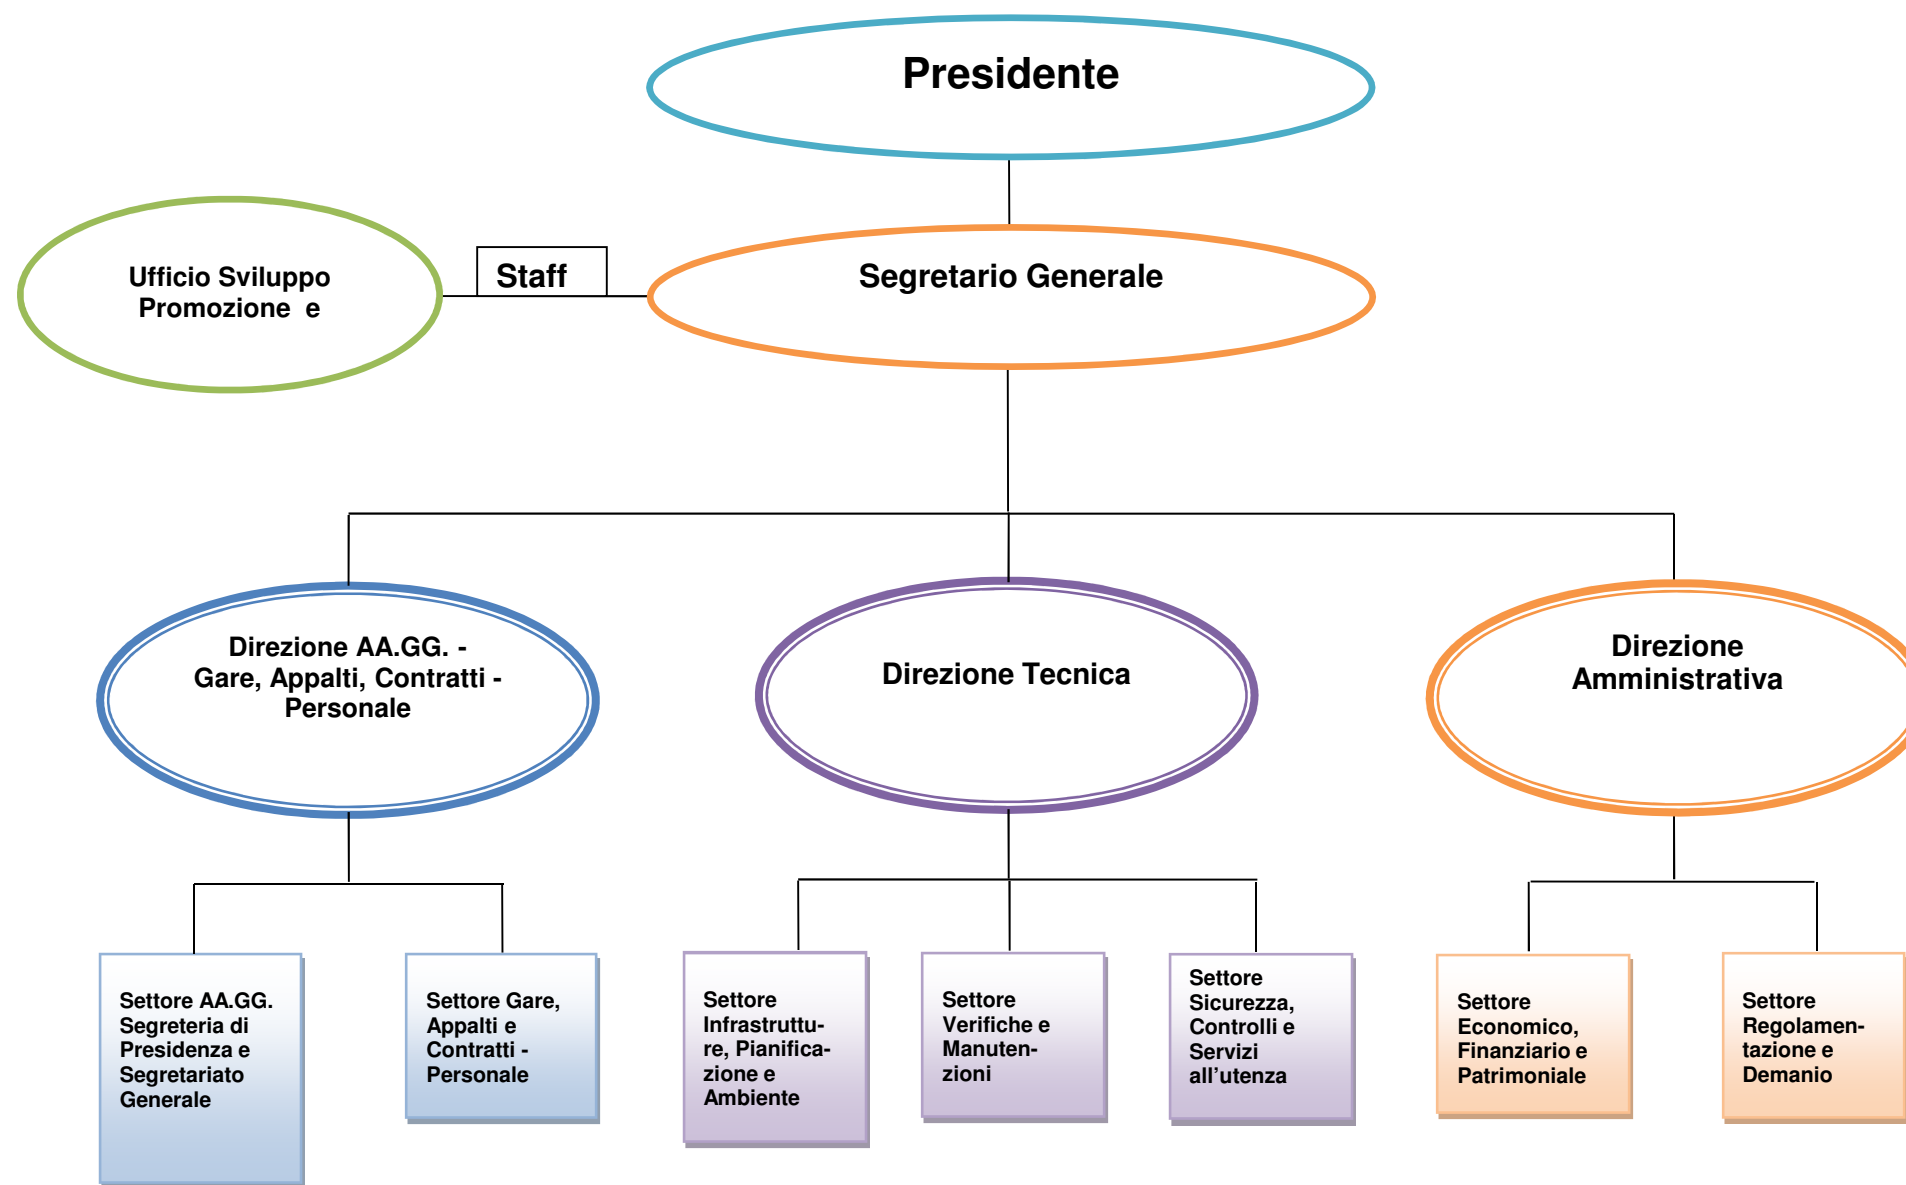 Presidente
Ufficio Sviluppo
Promozione e
Staff
Segretario Generale
Direzione AA.GG. -
Gare, Appalti, Contratti -
Personale
Direzione Tecnica
Direzione
Amministrativa
Settore AA.GG.
Segreteria di
Presidenza e
Segretariato
Generale
Settore Gare,
Appalti e
Contratti -
Personale
Settore
Infrastruttu-
re, Pianifica-
zione e
Ambiente
Settore
Verifiche e
Manuten-
zioni
Settore
Sicurezza,
Controlli e
Servizi
all’utenza
Settore
Economico,
Finanziario e
Patrimoniale
Settore
Regolamen-
tazione e
Demanio